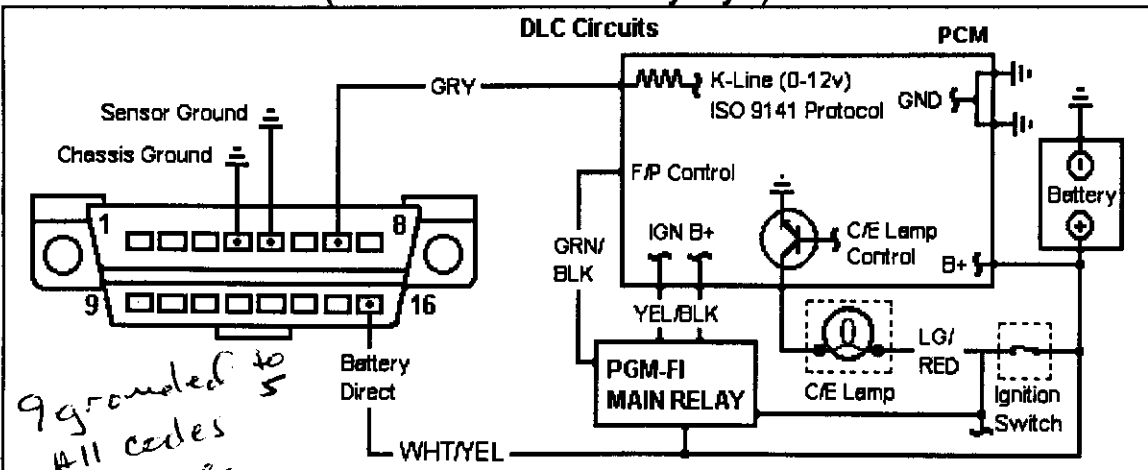 DLC Circuits
PCM
GRY
K-Line (0-12v)
ISO 9141 Protocol
GND
Sensor Ground
Chassis Ground
F/P Control
Battery
1
8
IGN B+
C/E Lamp
Control
B+
GRN/
BLK
9
16
YEL/BLK
Battery
Direct
PGM-FI
MAIN RELAY
LG/
RED
C/E Lamp
Ignition
Switch
WHT/YEL
9 grounded to
5
All codes